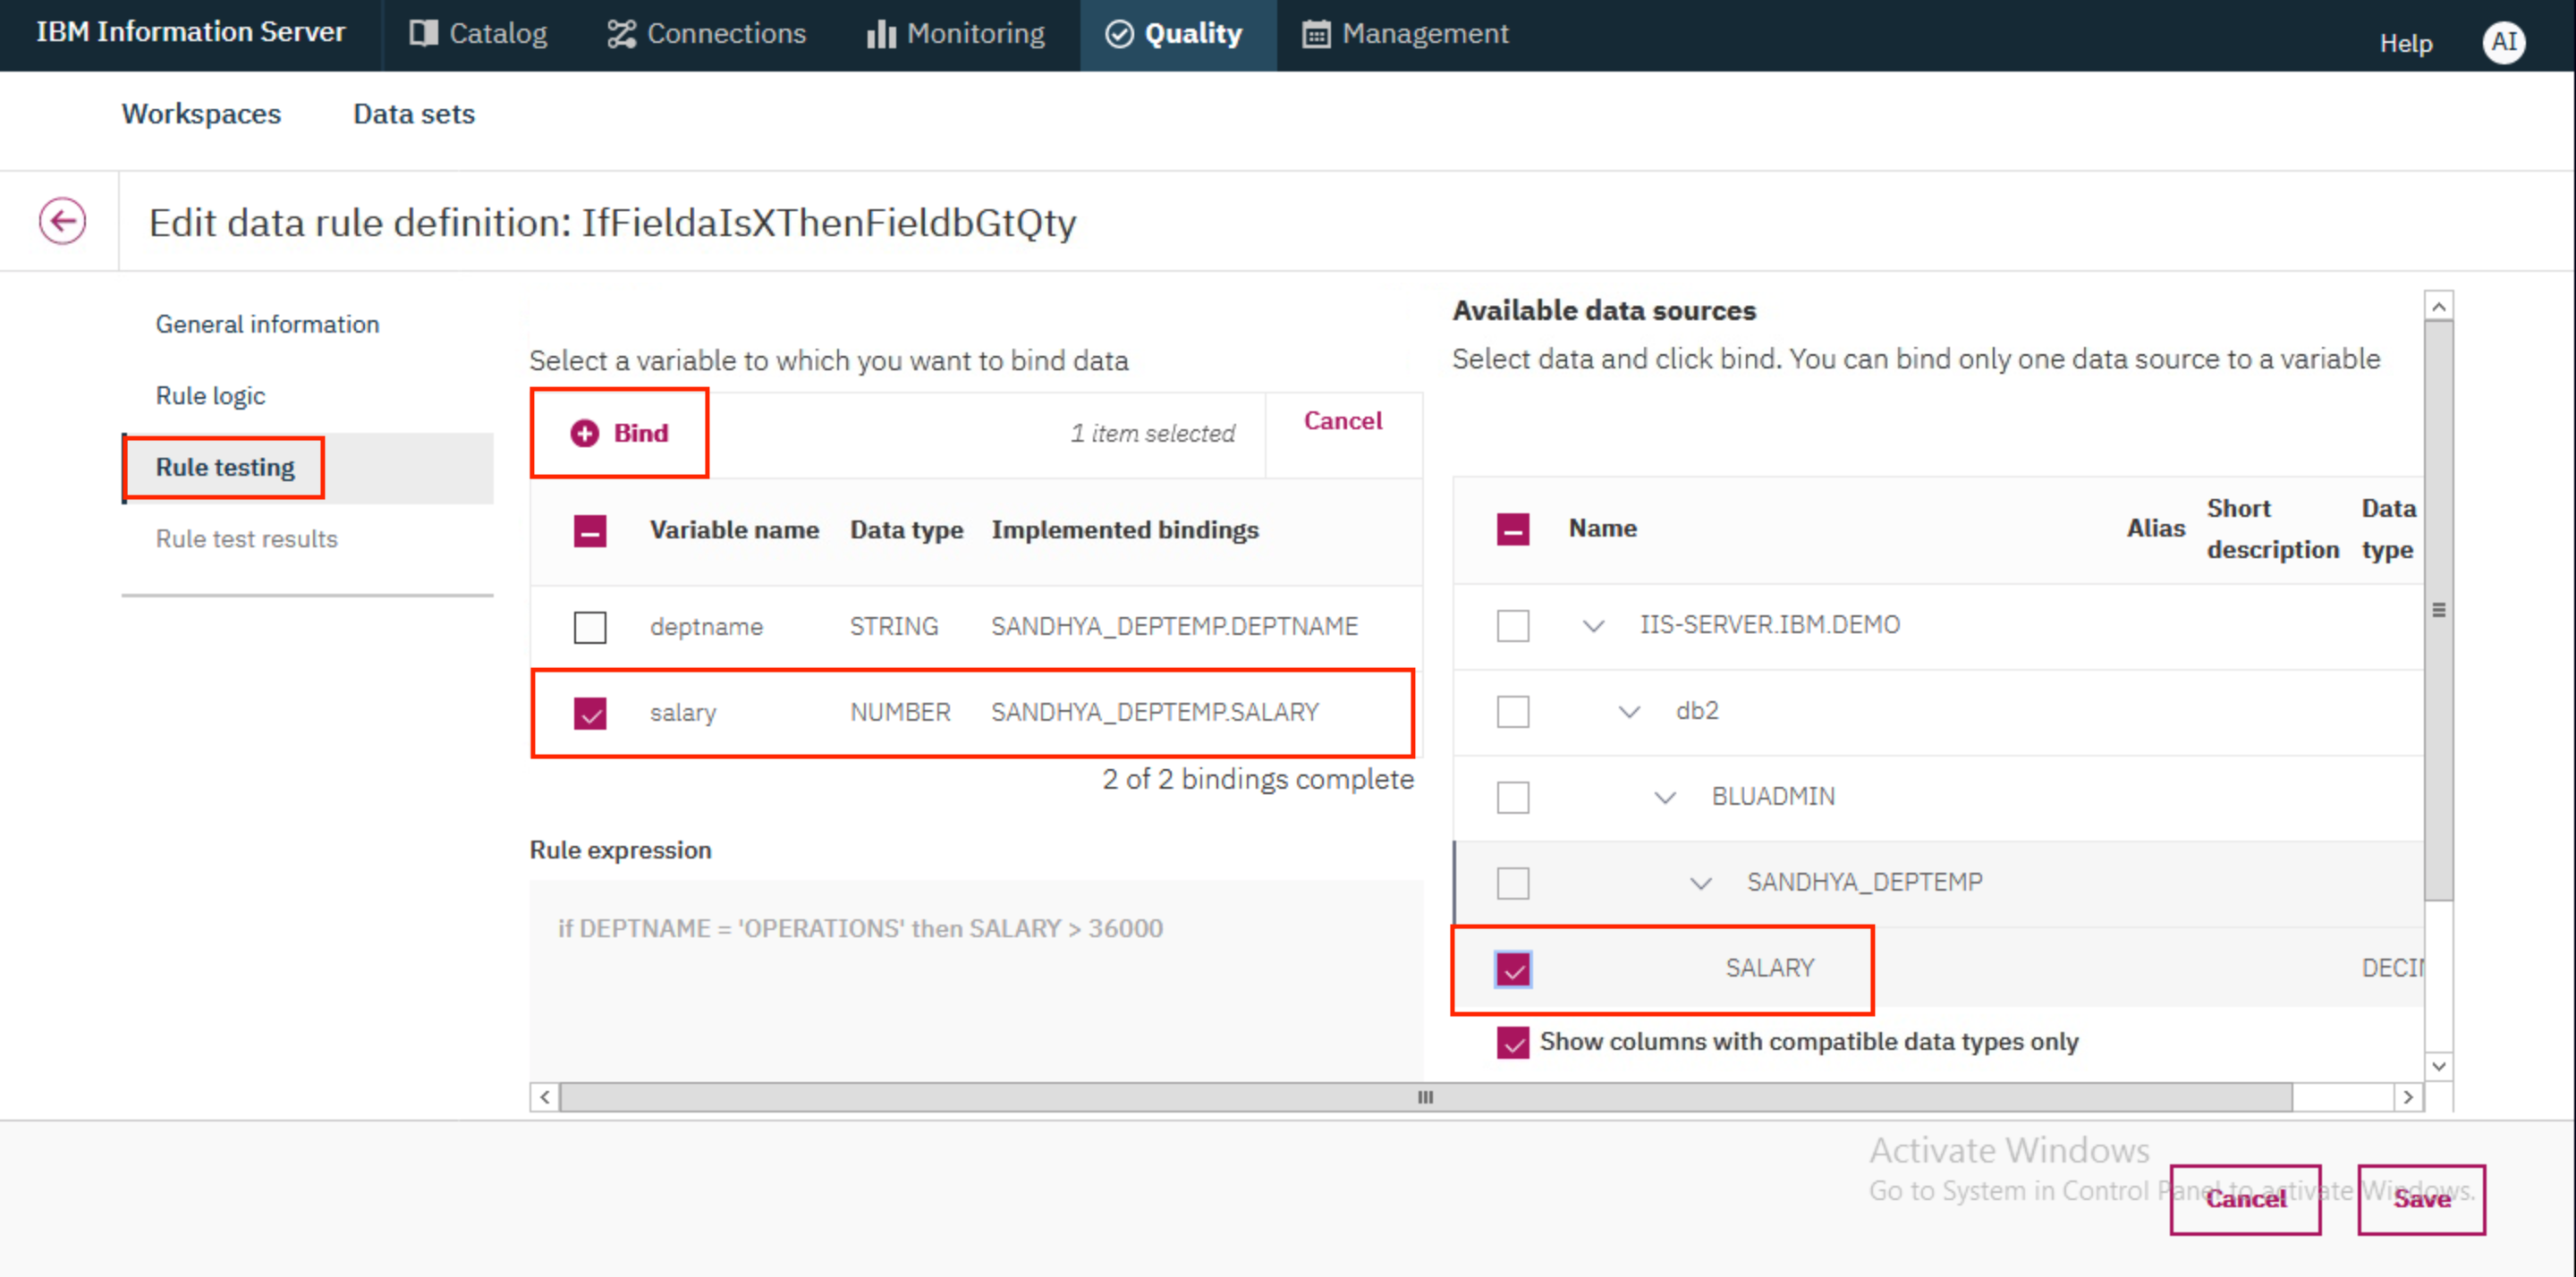 IBM Information Server
Catalog
Connections
Monitoring
Quality
Management
Help
AI
Workspaces
Data sets
Edit data rule definition: IfFieldaIsXThenFieldbGtQty
General information
Rule logic
Rule testing
Rule test results
Select a variable to which you want to bind data
Bind
1 item selected
Cancel
Variable name Data type Implemented bindings
deptname STRING SANDHYA_DEPTEMP.DEPTNAME
salary NUMBER SANDHYA_DEPTEMP.SALARY
2 of 2 bindings complete
Rule expression
if DEPTNAME = 'OPERATIONS' then SALARY > 36000
Available data sources
Select data and click bind. You can bind only one data source to a variable
Name
Alias
Short
description
Data
type
IIS-SERVER.IBM.DEMO
db2
BLUADMIN
SANDHYA_DEPTEMP
SALARY
Show columns with compatible data types only
Activate Windows
Go to System in Control Panel to activate Windows.
Cancel
Save